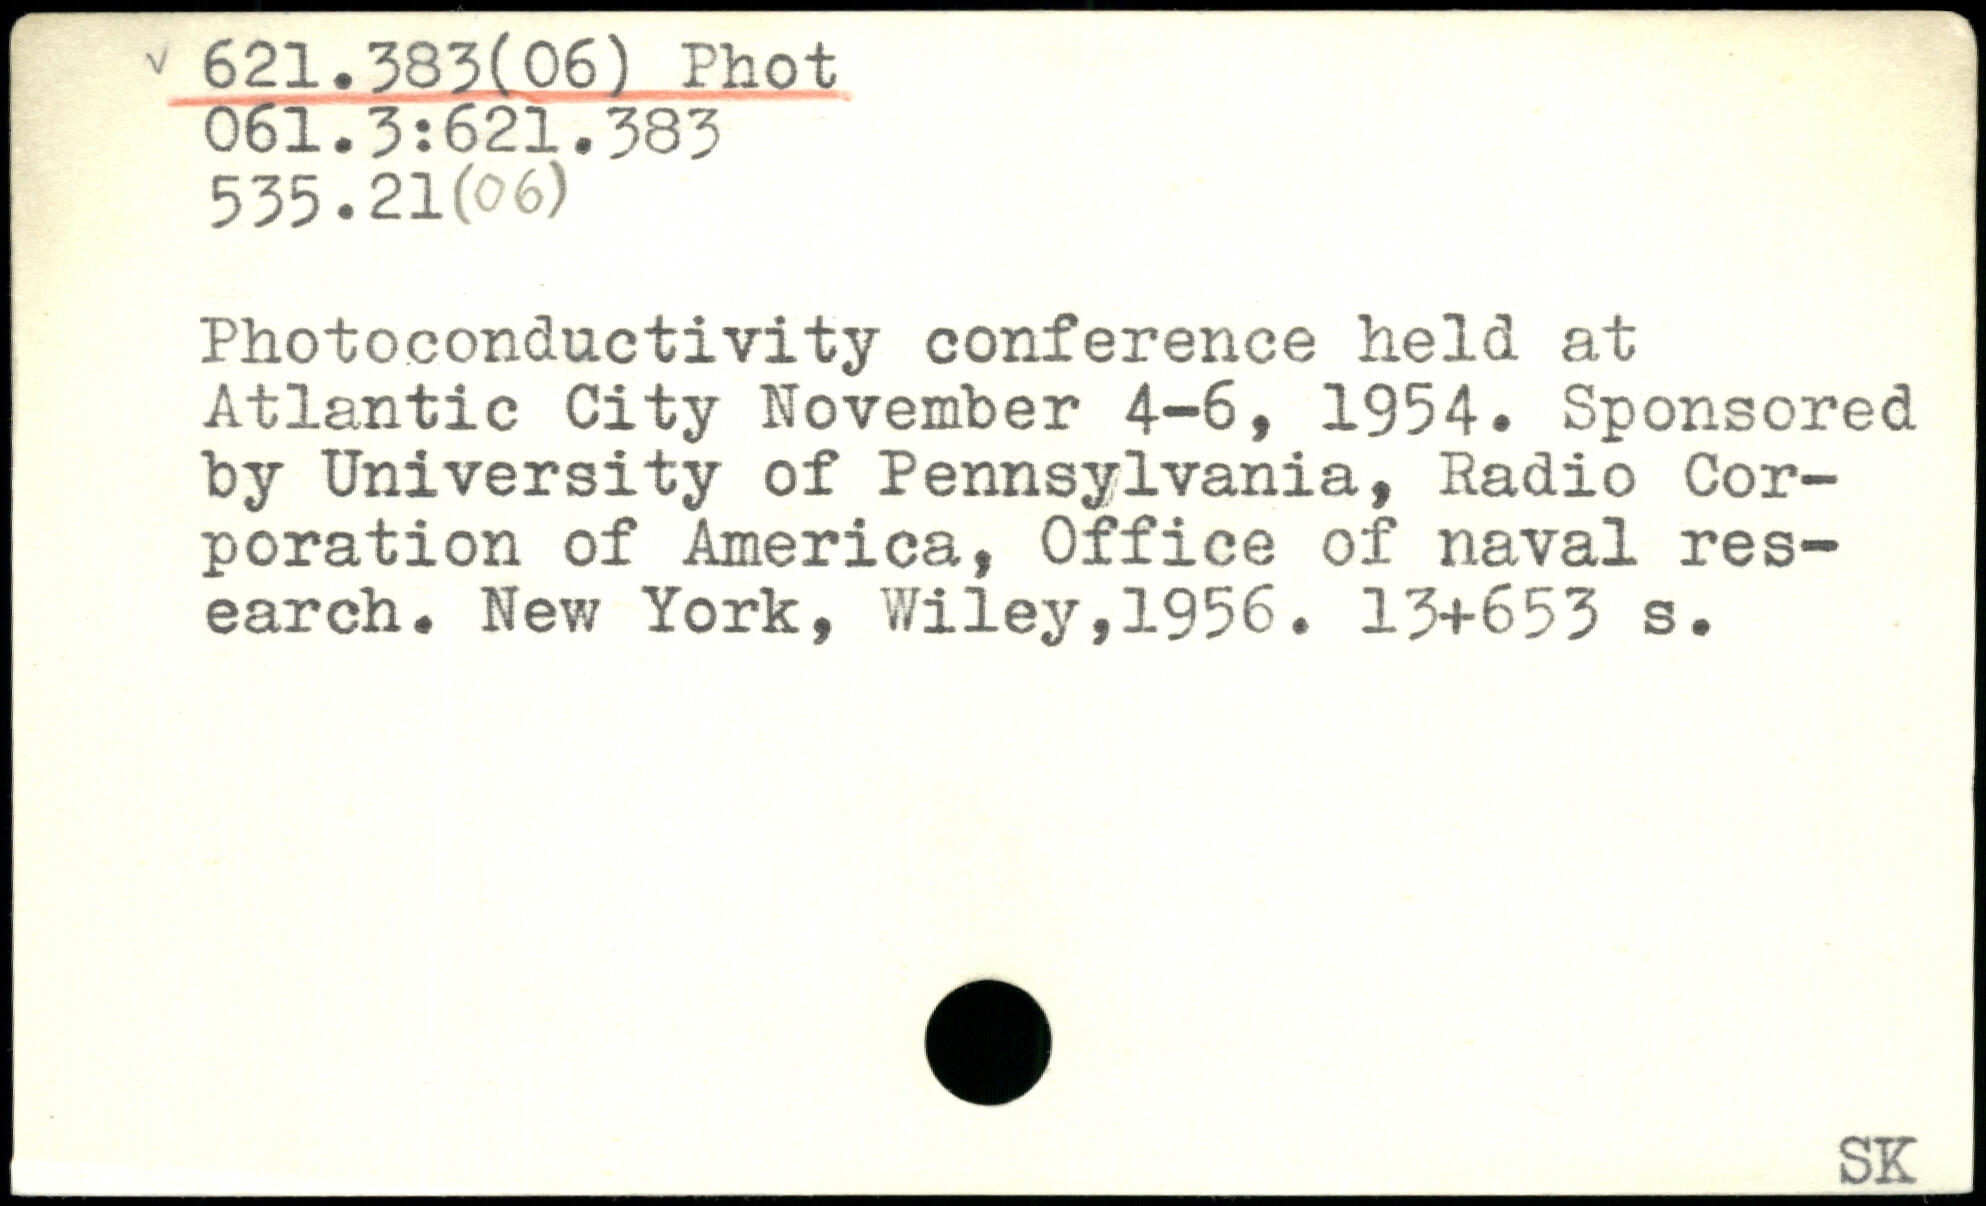 v 621.383(06) Phot
061.3:621.383
535.21(06)
Photoconductivity conference held at
Atlantic City November 4-6, 1954. Sponsored
by University of Pennsylvania, Radio Cor-
poration of America, Office of naval res-
earch. New York, Wiley,1956. 13+653 s.
SK